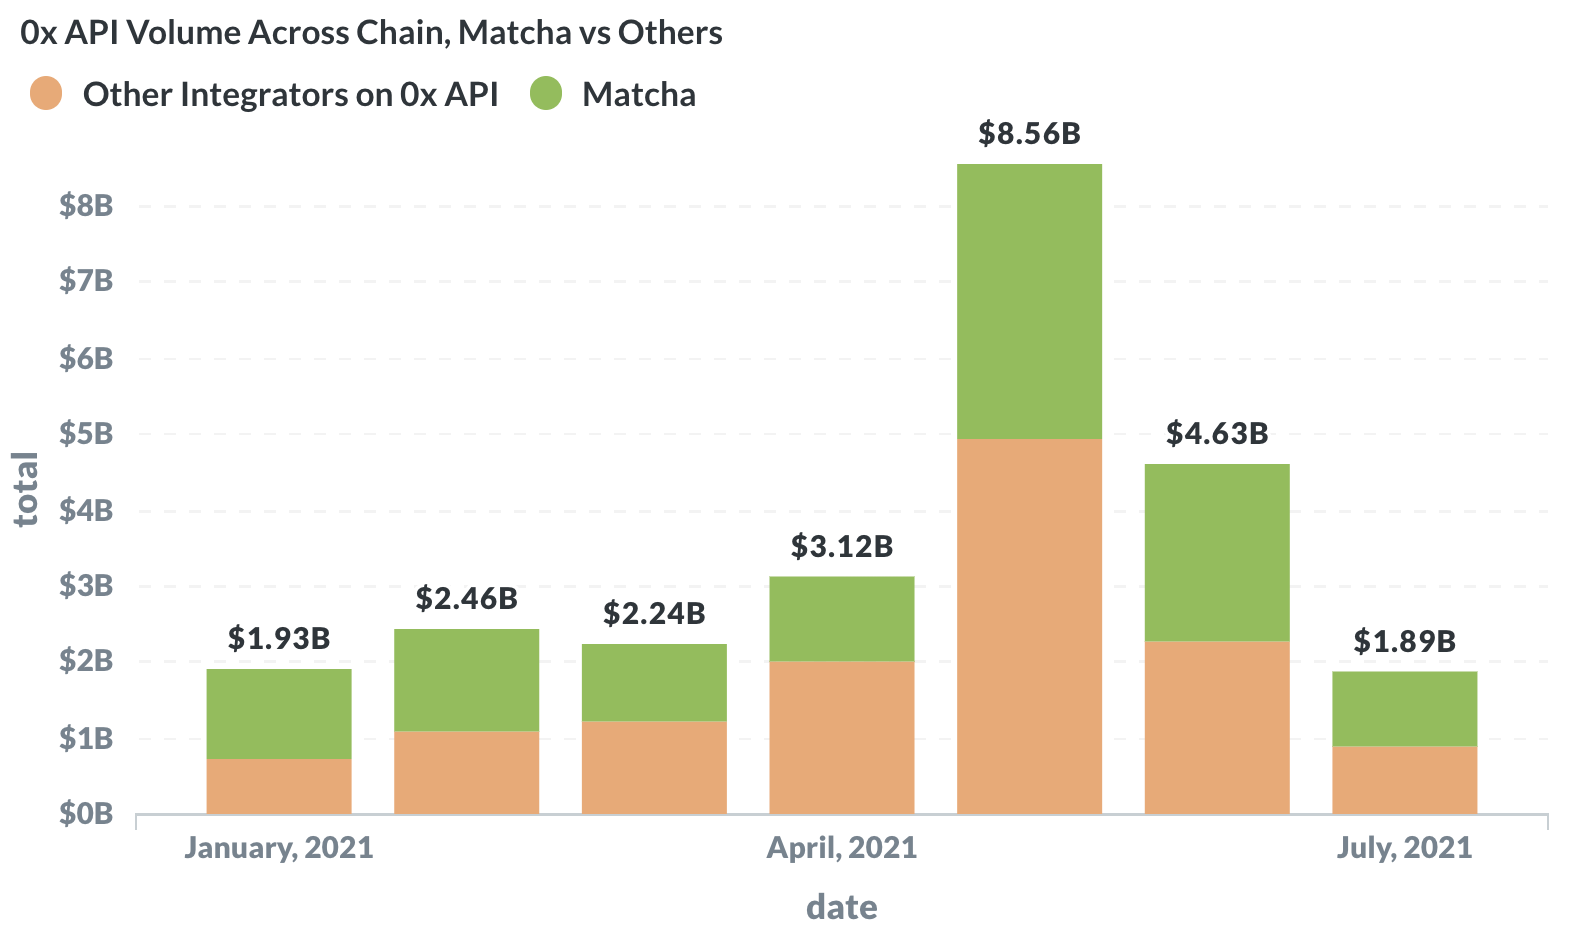 0x API Volume Across Chain, Matcha vs Others
Other Integrators on 0x API Matcha
$8.56B
$8B
$7B
$6B
$5B
$4.63B
$4B
$3.12B
$3B
$2.46B
$2.24B
$1.93B
$1.89B
$2B
$1B
$0B
total
January, 2021 April, 2021 July, 2021
date